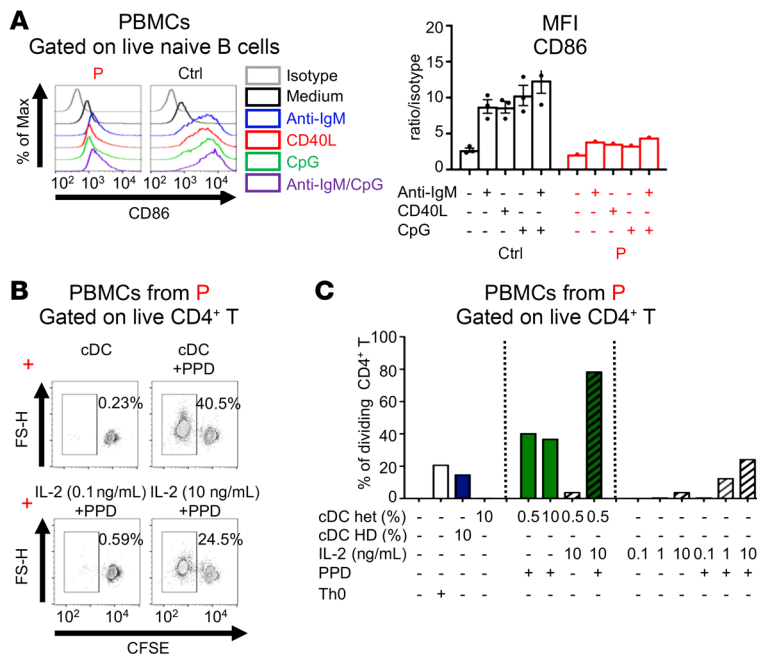 A
PBMCs
Gated on live naive B cells
P
Ctrl
% of Max
Isotype
Medium
Anti-IgM
CD40L
CpG
Anti-IgM/CpG
10² 10³ 10⁴ 10² 10³ 10⁴
CD86
MFI
CD86
ratio/isotype
20
15
10
5
0
Anti-IgM - + - - + - + - - +
CD40L - - + - - - - + - -
CpG - - - + + - - - + +
Ctrl
P
B
PBMCs from P
Gated on live CD4⁺ T
+
cDC
cDC
+PPD
FS-H
0.23%
40.5%
+
IL-2 (0.1 ng/mL)
+PPD
IL-2 (10 ng/mL)
+PPD
FS-H
0.59%
24.5%
10² 10⁴ 10² 10⁴
CFSE
C
PBMCs from P
Gated on live CD4⁺ T
% of dividing CD4⁺ T
100
80
60
40
20
0
cDC het (%) - - - 10 0.5 10 0.5 0.5 - - - - - -
cDC HD (%) - - 10 - - - - - - - - - - -
IL-2 (ng/mL) - - - - - - 10 10 0.1 1 10 0.1 1 10
PPD - - - - + + - + - - - + + +
Th0 - + - - - - - - - - - - - -